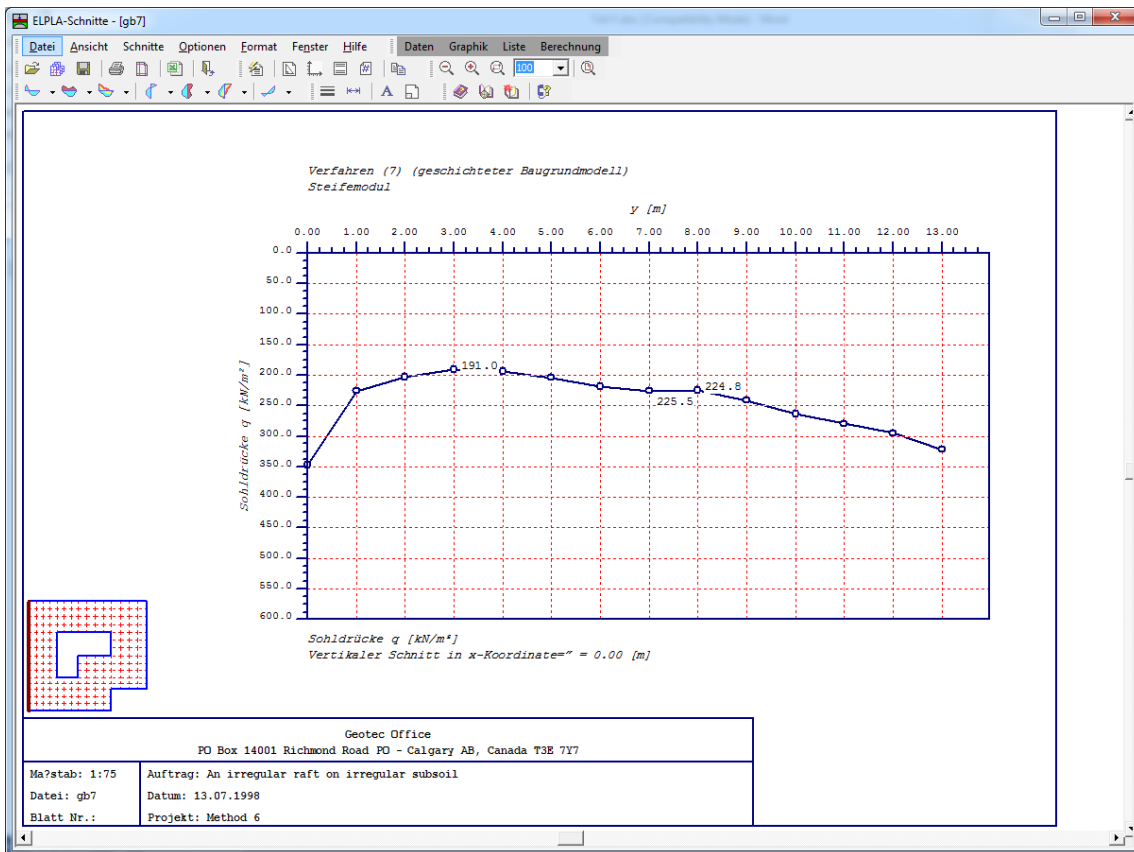 ELPLA-Schnitte - [gb7]
Datei Ansicht Schnitte Optionen Format Fenster Hilfe Daten Graphik Liste Berechnung
100
A
Verfahren (7) (geschichteter Baugrundmodell)
Steifemodul
y [m]
0.00 1.00 2.00 3.00 4.00 5.00 6.00 7.00 8.00 9.00 10.00 11.00 12.00 13.00
0.0
50.0
100.0
150.0
200.0
250.0
300.0
350.0
400.0
450.0
500.0
550.0
600.0
Sohldrücke q [kN/m²]
191.0
225.5
224.8
Sohldrücke q [kN/m²]
Vertikaler Schnitt in x-Koordinate=" = 0.00 [m]
Geotec Office
PO Box 14001 Richmond Road PO - Calgary AB, Canada T3E 7Y7
Ma?stab: 1:75 Auftrag: An irregular raft on irregular subsoil
Datei: gb7 Datum: 13.07.1998
Blatt Nr.: Projekt: Method 6